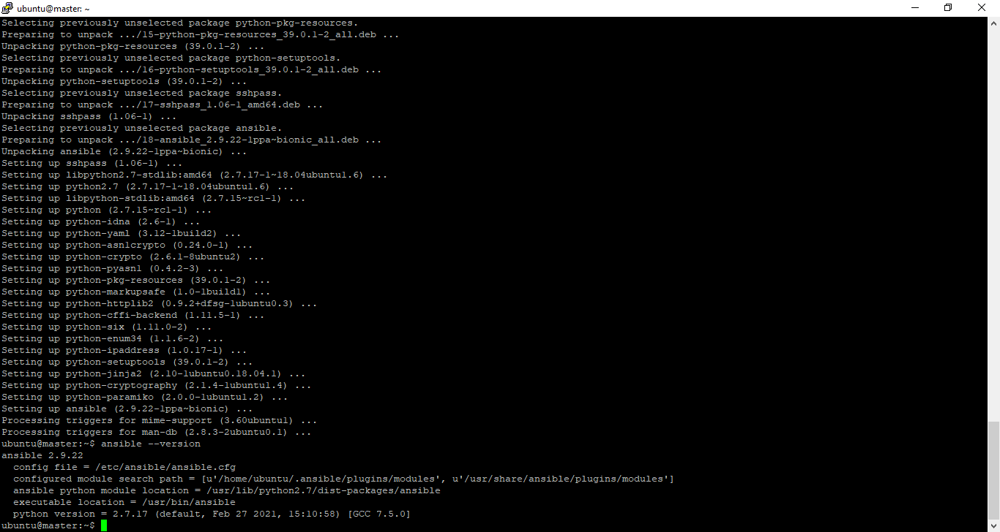 ubuntu@master: ~
Selecting previously unselected package python-pkg-resources.
Preparing to unpack .../15-python-pkg-resources_39.0.1-2_all.deb ...
Unpacking python-pkg-resources (39.0.1-2) ...
Selecting previously unselected package python-setuptools.
Preparing to unpack .../16-python-setuptools_39.0.1-2_all.deb ...
Unpacking python-setuptools (39.0.1-2) ...
Selecting previously unselected package sshpass.
Preparing to unpack .../17-sshpass_1.06-1_amd64.deb ...
Unpacking sshpass (1.06-1) ...
Selecting previously unselected package ansible.
Preparing to unpack .../18-ansible_2.9.22-1ppa~bionic_all.deb ...
Unpacking ansible (2.9.22-1ppa~bionic) ...
Setting up sshpass (1.06-1) ...
Setting up libpython2.7-stdlib:amd64 (2.7.17-1~18.04ubuntu1.6) ...
Setting up python2.7 (2.7.17-1~18.04ubuntu1.6) ...
Setting up libpython-stdlib:amd64 (2.7.15~rc1-1) ...
Setting up python (2.7.15~rc1-1) ...
Setting up python-idna (2.6-1) ...
Setting up python-yaml (3.12-1build2) ...
Setting up python-asn1crypto (0.24.0-1) ...
Setting up python-crypto (2.6.1-8ubuntu2) ...
Setting up python-pyasn1 (0.4.2-3) ...
Setting up python-pkg-resources (39.0.1-2) ...
Setting up python-markupsafe (1.0-1build1) ...
Setting up python-httplib2 (0.9.2+dfsg-1ubuntu0.3) ...
Setting up python-cffi-backend (1.11.5-1) ...
Setting up python-six (1.11.0-2) ...
Setting up python-enum34 (1.1.6-2) ...
Setting up python-ipaddress (1.0.17-1) ...
Setting up python-setuptools (39.0.1-2) ...
Setting up python-jinja2 (2.10-1ubuntu0.18.04.1) ...
Setting up python-cryptography (2.1.4-1ubuntu1.4) ...
Setting up python-paramiko (2.0.0-1ubuntu1.2) ...
Setting up ansible (2.9.22-1ppa~bionic) ...
Processing triggers for mime-support (3.60ubuntu1) ...
Processing triggers for man-db (2.8.3-2ubuntu0.1) ...
ubuntu@master:~$ ansible --version
ansible 2.9.22
  config file = /etc/ansible/ansible.cfg
  configured module search path = [u'/home/ubuntu/.ansible/plugins/modules', u'/usr/share/ansible/plugins/modules']
  ansible python module location = /usr/lib/python2.7/dist-packages/ansible
  executable location = /usr/bin/ansible
  python version = 2.7.17 (default, Feb 27 2021, 15:10:58) [GCC 7.5.0]
ubuntu@master:~$